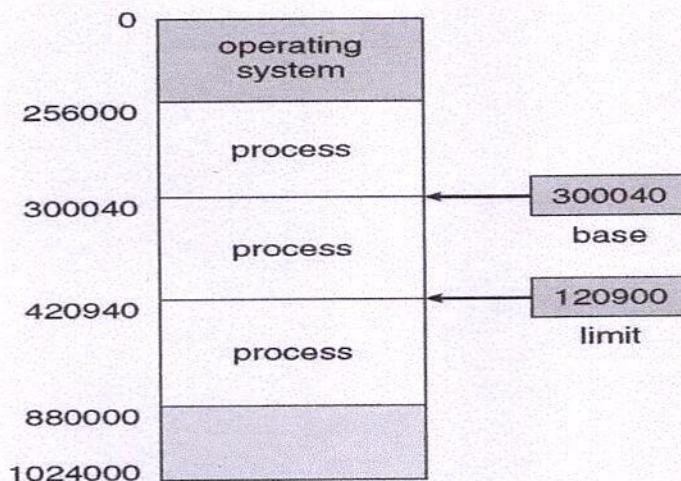 0
operating
system
256000
process
300040
300040
base
process
420940
120900
limit
process
880000
1024000